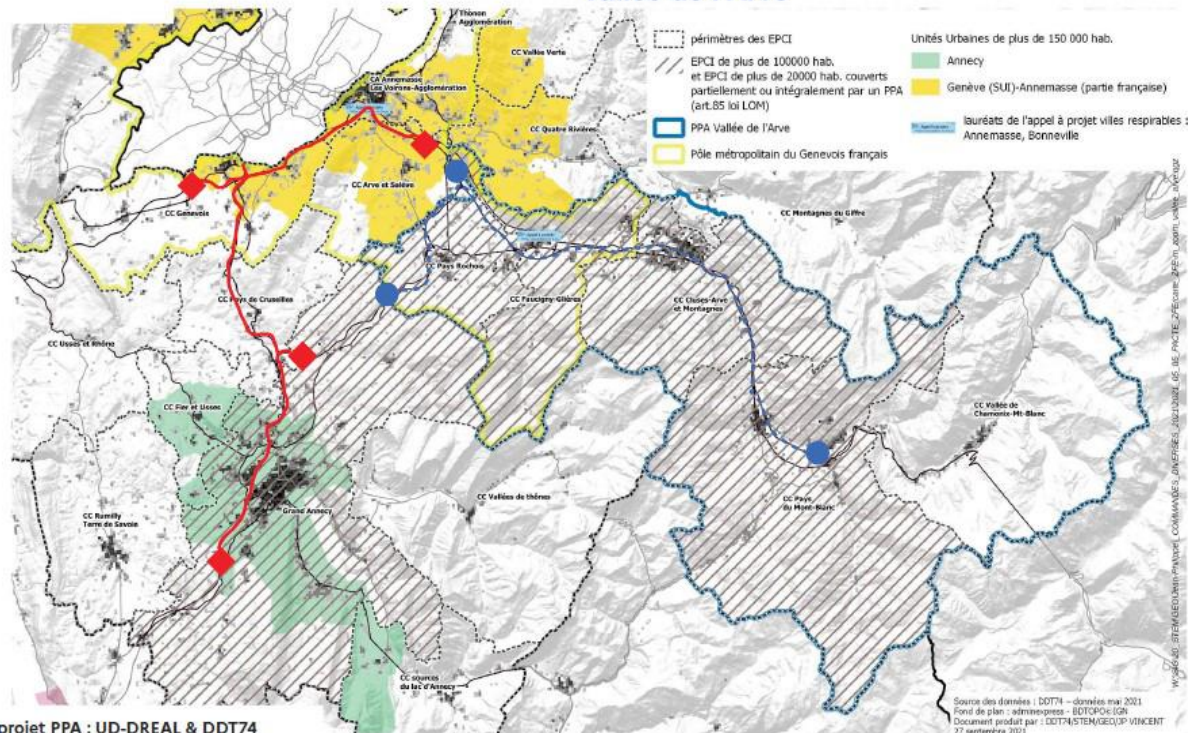 périmètres des EPCI
EPCI de plus de 100000 hab.
et EPCI de plus de 20000 hab. couverts
partiellement ou intégralement par un PPA
(art.85 loi LOM)
PPA Vallée de l'Arve
Pôle métropolitain du Genevois français
Unités Urbaines de plus de 150 000 hab.
Annecy
Genève (SUI)-Annemasse (partie française)
lauréats de l'appel à projet villes respirables :
Annemasse, Bonneville
Thonon
Agglomération
CC Vallée Verte
CA Annemasse
Les Voirons-Agglomération
CC Quatre Rivières
CC Arve et Salève
CC Genevois
CC Montagnes du Giffre
CC Pays Rochois
CC Faucigny-Glières
CC Cluses-Arve
et Montagnes
CC Pays de Cruseilles
CC Usses et Rhône
CC Fier et Usses
CC Vallée de
Chamonix-Mt-Blanc
CC Vallées de thônes
CC Pays
du Mont-Blanc
Grand Annecy
CC Rumilly
Terre de Savoie
CC sources
du lac d'Annecy
Source des données : DDT74 – données mai 2021
Fond de plan : adminexpress - BDTOPO© IGN
Document produit par : DDT74/STEM/GEO/JP VINCENT
27 septembre 2021
projet PPA : UD-DREAL & DDT74